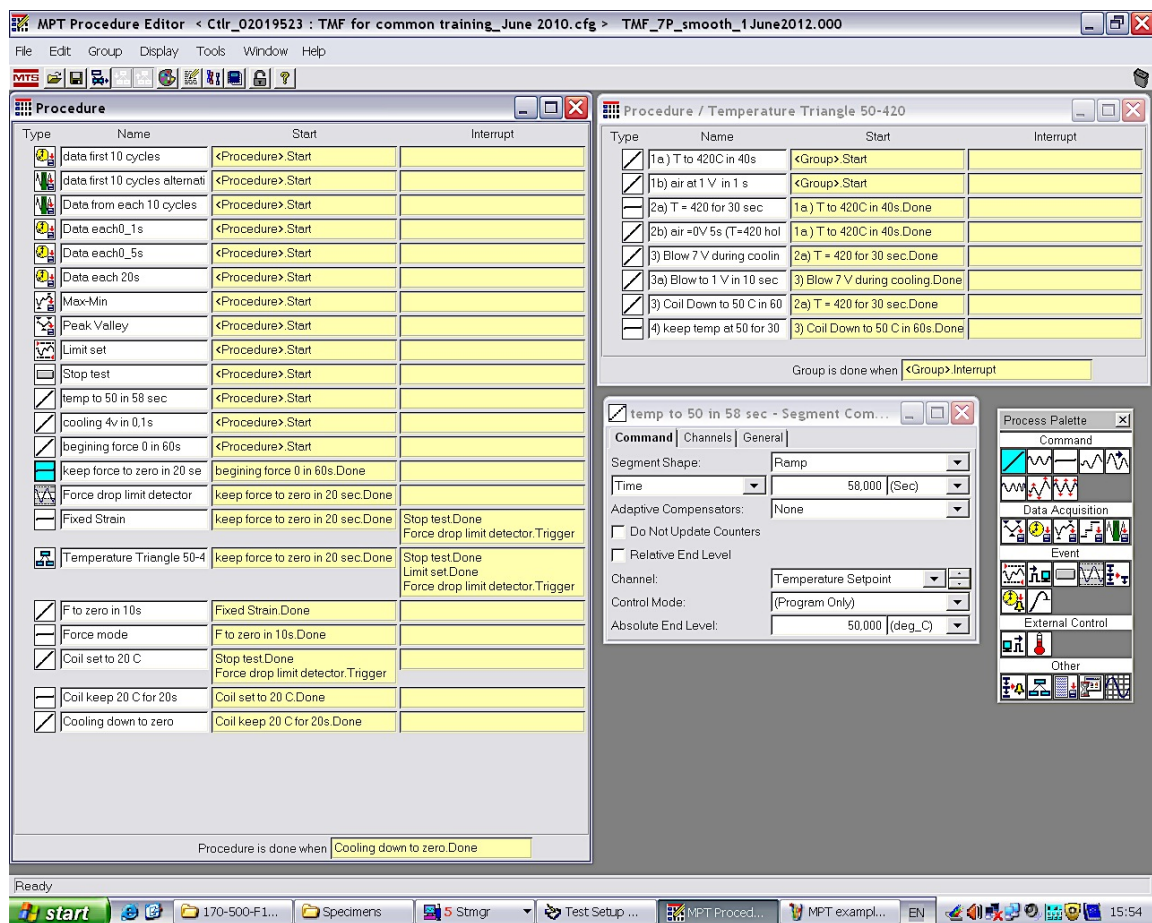 MPT Procedure Editor < Ctlr_02019523 : TMF for common training_June 2010.cfg > TMF_7P_smooth_1June2012.000
File Edit Group Display Tools Window Help
MTS
Procedure
Type Name Start Interrupt
data first 10 cycles <Procedure>.Start
data first 10 cycles alternati <Procedure>.Start
Data from each 10 cycles <Procedure>.Start
Data each0_1s <Procedure>.Start
Data each0_5s <Procedure>.Start
Data each 20s <Procedure>.Start
Max-Min <Procedure>.Start
Peak Valley <Procedure>.Start
Limit set <Procedure>.Start
Stop test <Procedure>.Start
temp to 50 in 58 sec <Procedure>.Start
cooling 4v in 0,1s <Procedure>.Start
begining force 0 in 60s <Procedure>.Start
keep force to zero in 20 se begining force 0 in 60s.Done
Force drop limit detector keep force to zero in 20 sec.Done
Fixed Strain keep force to zero in 20 sec.Done Stop test.Done
Force drop limit detector.Trigger
Temperature Triangle 50-4 keep force to zero in 20 sec.Done Stop test.Done
Limit set.Done
Force drop limit detector.Trigger
F to zero in 10s Fixed Strain.Done
Force mode F to zero in 10s.Done
Coil set to 20 C Stop test.Done
Force drop limit detector.Trigger
Coil keep 20 C for 20s Coil set to 20 C.Done
Cooling down to zero Coil keep 20 C for 20s.Done
Procedure is done when Cooling down to zero.Done
Procedure / Temperature Triangle 50-420
Type Name Start Interrupt
1a ) T to 420C in 40s <Group>.Start
1b) air at 1 V in 1 s <Group>.Start
2a) T = 420 for 30 sec 1a ) T to 420C in 40s.Done
2b) air =0V 5s (T=420 hol 1a ) T to 420C in 40s.Done
3) Blow 7 V during coolin 2a) T = 420 for 30 sec.Done
3a) Blow to 1 V in 10 sec 3) Blow 7 V during cooling.Done
3) Coil Down to 50 C in 60 2a) T = 420 for 30 sec.Done
4) keep temp at 50 for 30 3) Coil Down to 50 C in 60s.Done
Group is done when <Group>.Interrupt
temp to 50 in 58 sec - Segment Com...
Command Channels General
Segment Shape: Ramp
Time 58,000 (Sec)
Adaptive Compensators: None
Do Not Update Counters
Relative End Level
Channel: Temperature Setpoint
Control Mode: (Program Only)
Absolute End Level: 50,000 (deg_C)
Process Palette
Command
Data Acquisition
Event
External Control
Other
Ready
start 170-500-F1... Specimens 5 Stmgr Test Setup ... MPT Proced... MPT exampl... EN 15:54